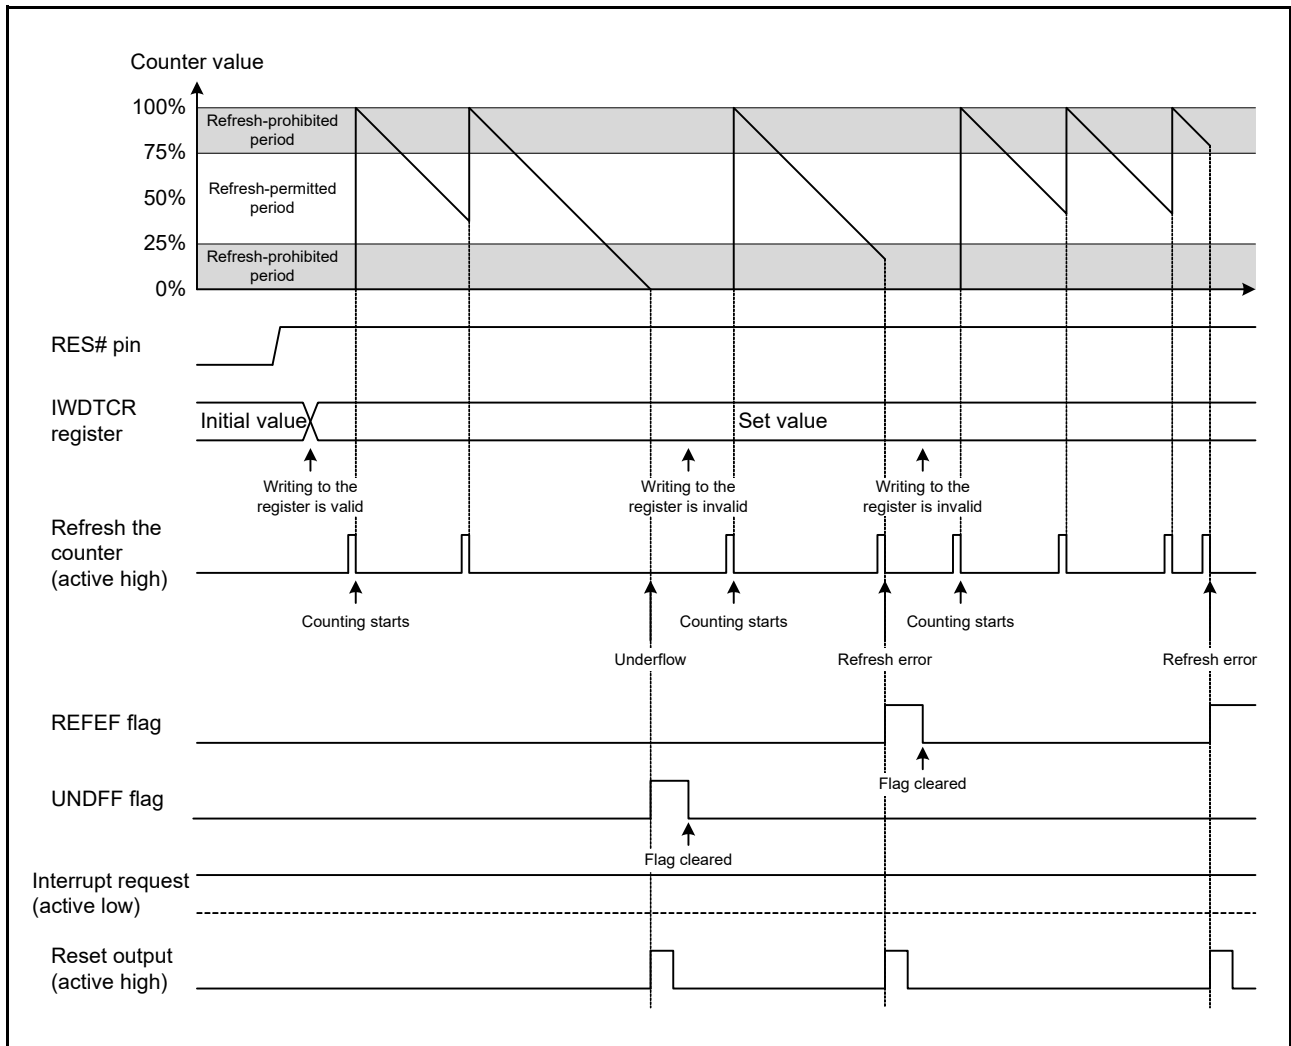 Counter value
100%
Refresh-prohibited
period
75%
Refresh-permitted
period
50%
25%
Refresh-prohibited
period
0%
RES# pin
IWDTCR
register
Initial value
Set value
Writing to the
register is valid
Writing to the
register is invalid
Writing to the
register is invalid
Refresh the
counter
(active high)
Counting starts
Counting starts
Counting starts
Underflow
Refresh error
Refresh error
REFEF flag
Flag cleared
UNDFF flag
Flag cleared
Interrupt request
(active low)
Reset output
(active high)